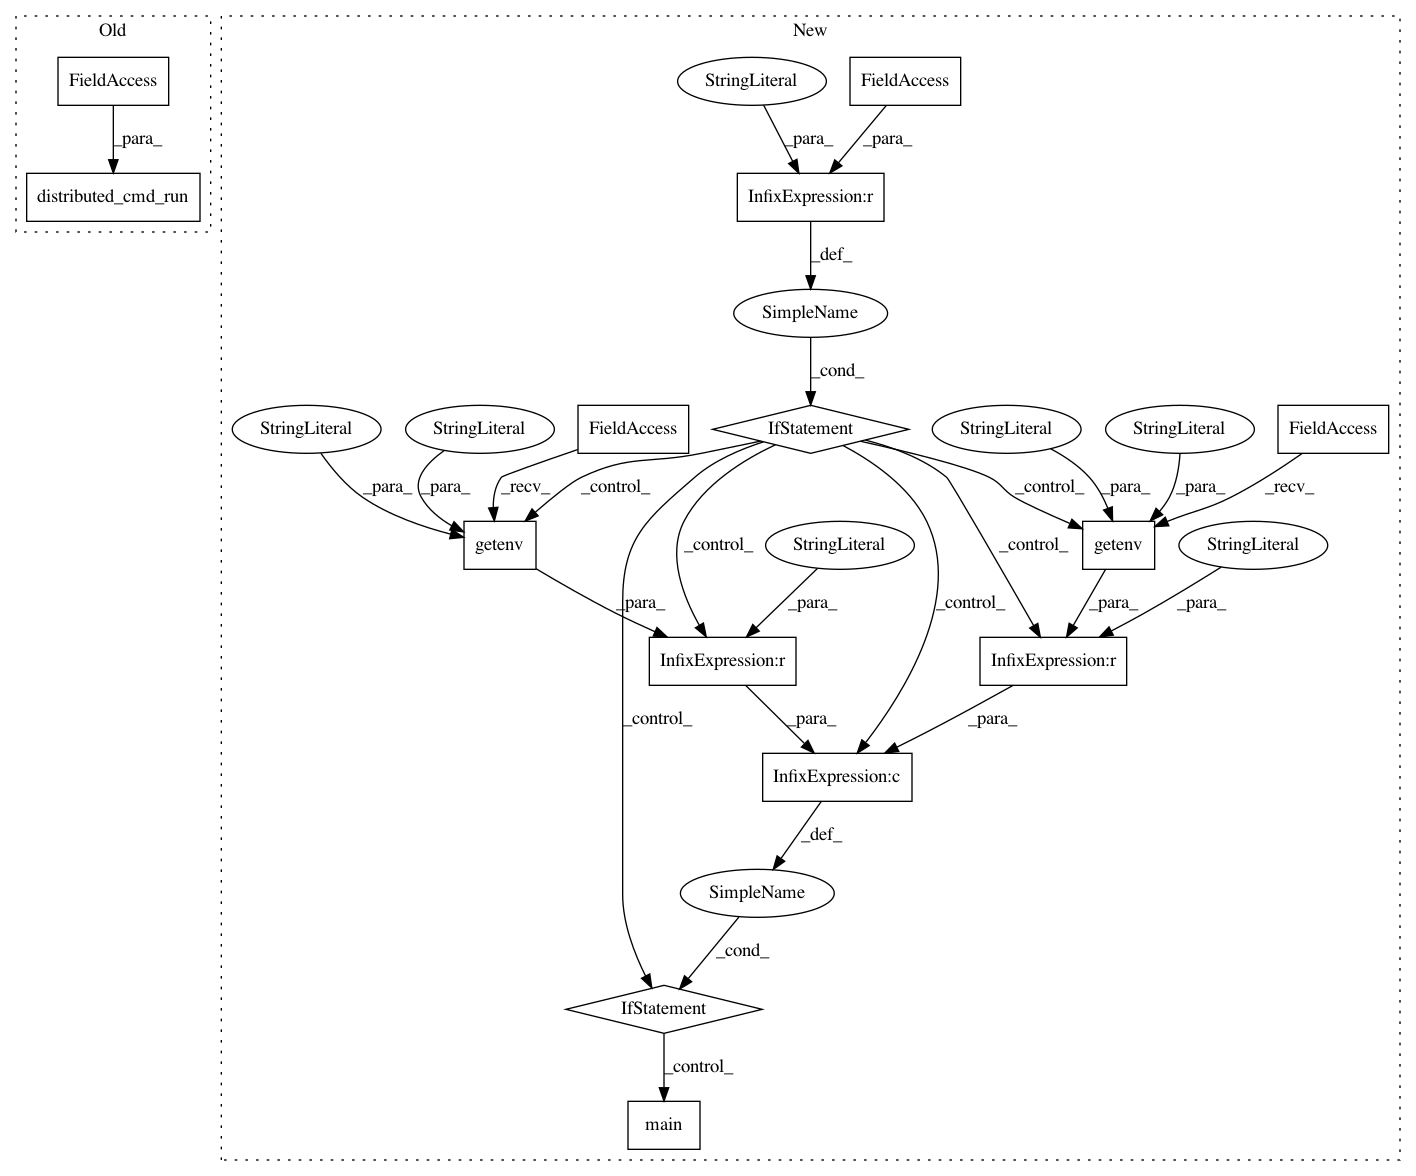 Old
New
FieldAccess
StringLiteral
FieldAccess
_para_
_para_
_para_
distributed_cmd_run
InfixExpression:r
_def_
SimpleName
_cond_
StringLiteral
StringLiteral
FieldAccess
IfStatement
StringLiteral
StringLiteral
FieldAccess
_para_
_para_
_recv_
_control_
_control_
_para_
_para_
_recv_
getenv
_control_
StringLiteral
_control_
_control_
getenv
StringLiteral
_para_
_para_
_para_
_para_
InfixExpression:r
InfixExpression:r
_control_
_para_
_para_
InfixExpression:c
_def_
SimpleName
_cond_
IfStatement
_control_
main